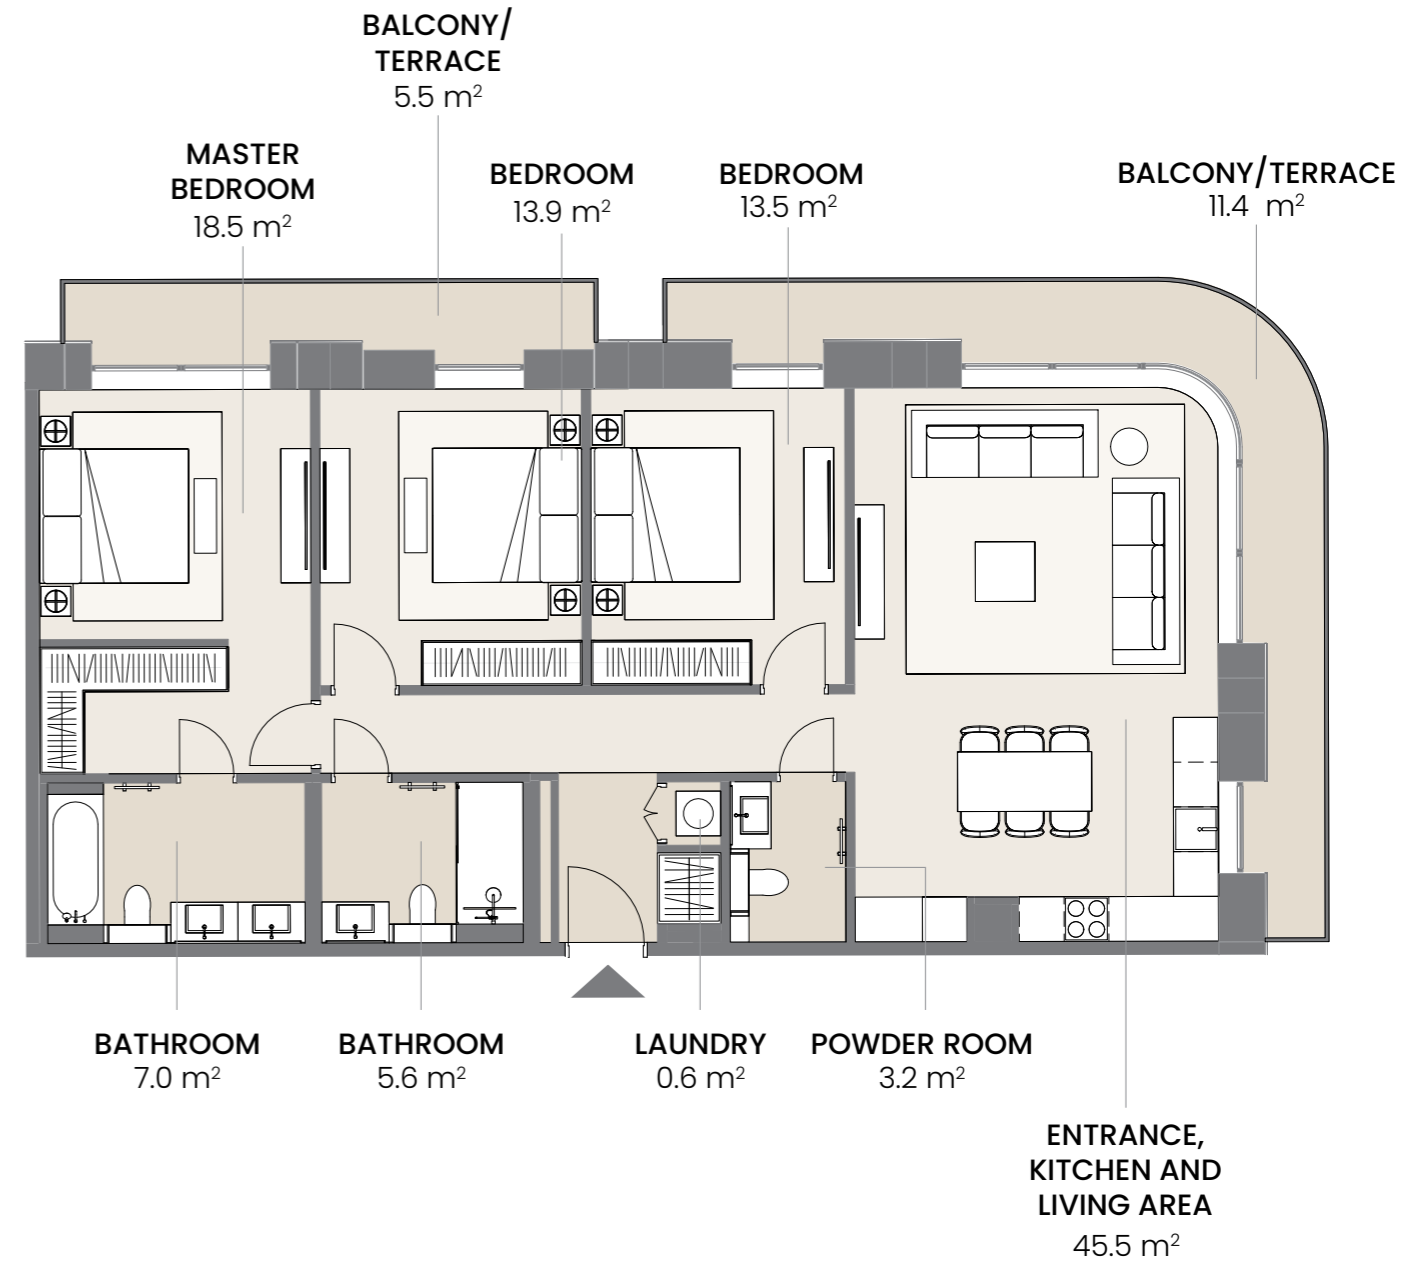 BALCONY/
TERRACE
5.5 m²
MASTER
BEDROOM
18.5 m²
BEDROOM
13.9 m²
BEDROOM
13.5 m²
BALCONY/TERRACE
11.4 m²
BATHROOM
7.0 m²
BATHROOM
5.6 m²
LAUNDRY
0.6 m²
POWDER ROOM
3.2 m²
ENTRANCE,
KITCHEN AND
LIVING AREA
45.5 m²